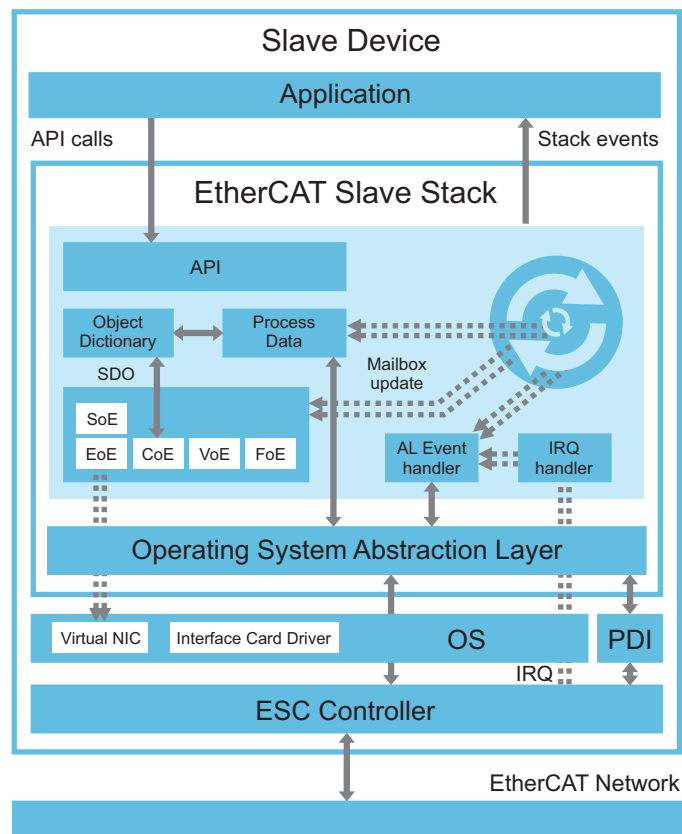 Slave Device
Application
API calls
Stack events
EtherCAT Slave Stack
API
Object
Dictionary
Process
Data
SDO
Mailbox
update
SoE
EoE
CoE
VoE
FoE
AL Event
handler
IRQ
handler
Operating System Abstraction Layer
Virtual NIC
Interface Card Driver
OS
PDI
IRQ
ESC Controller
EtherCAT Network